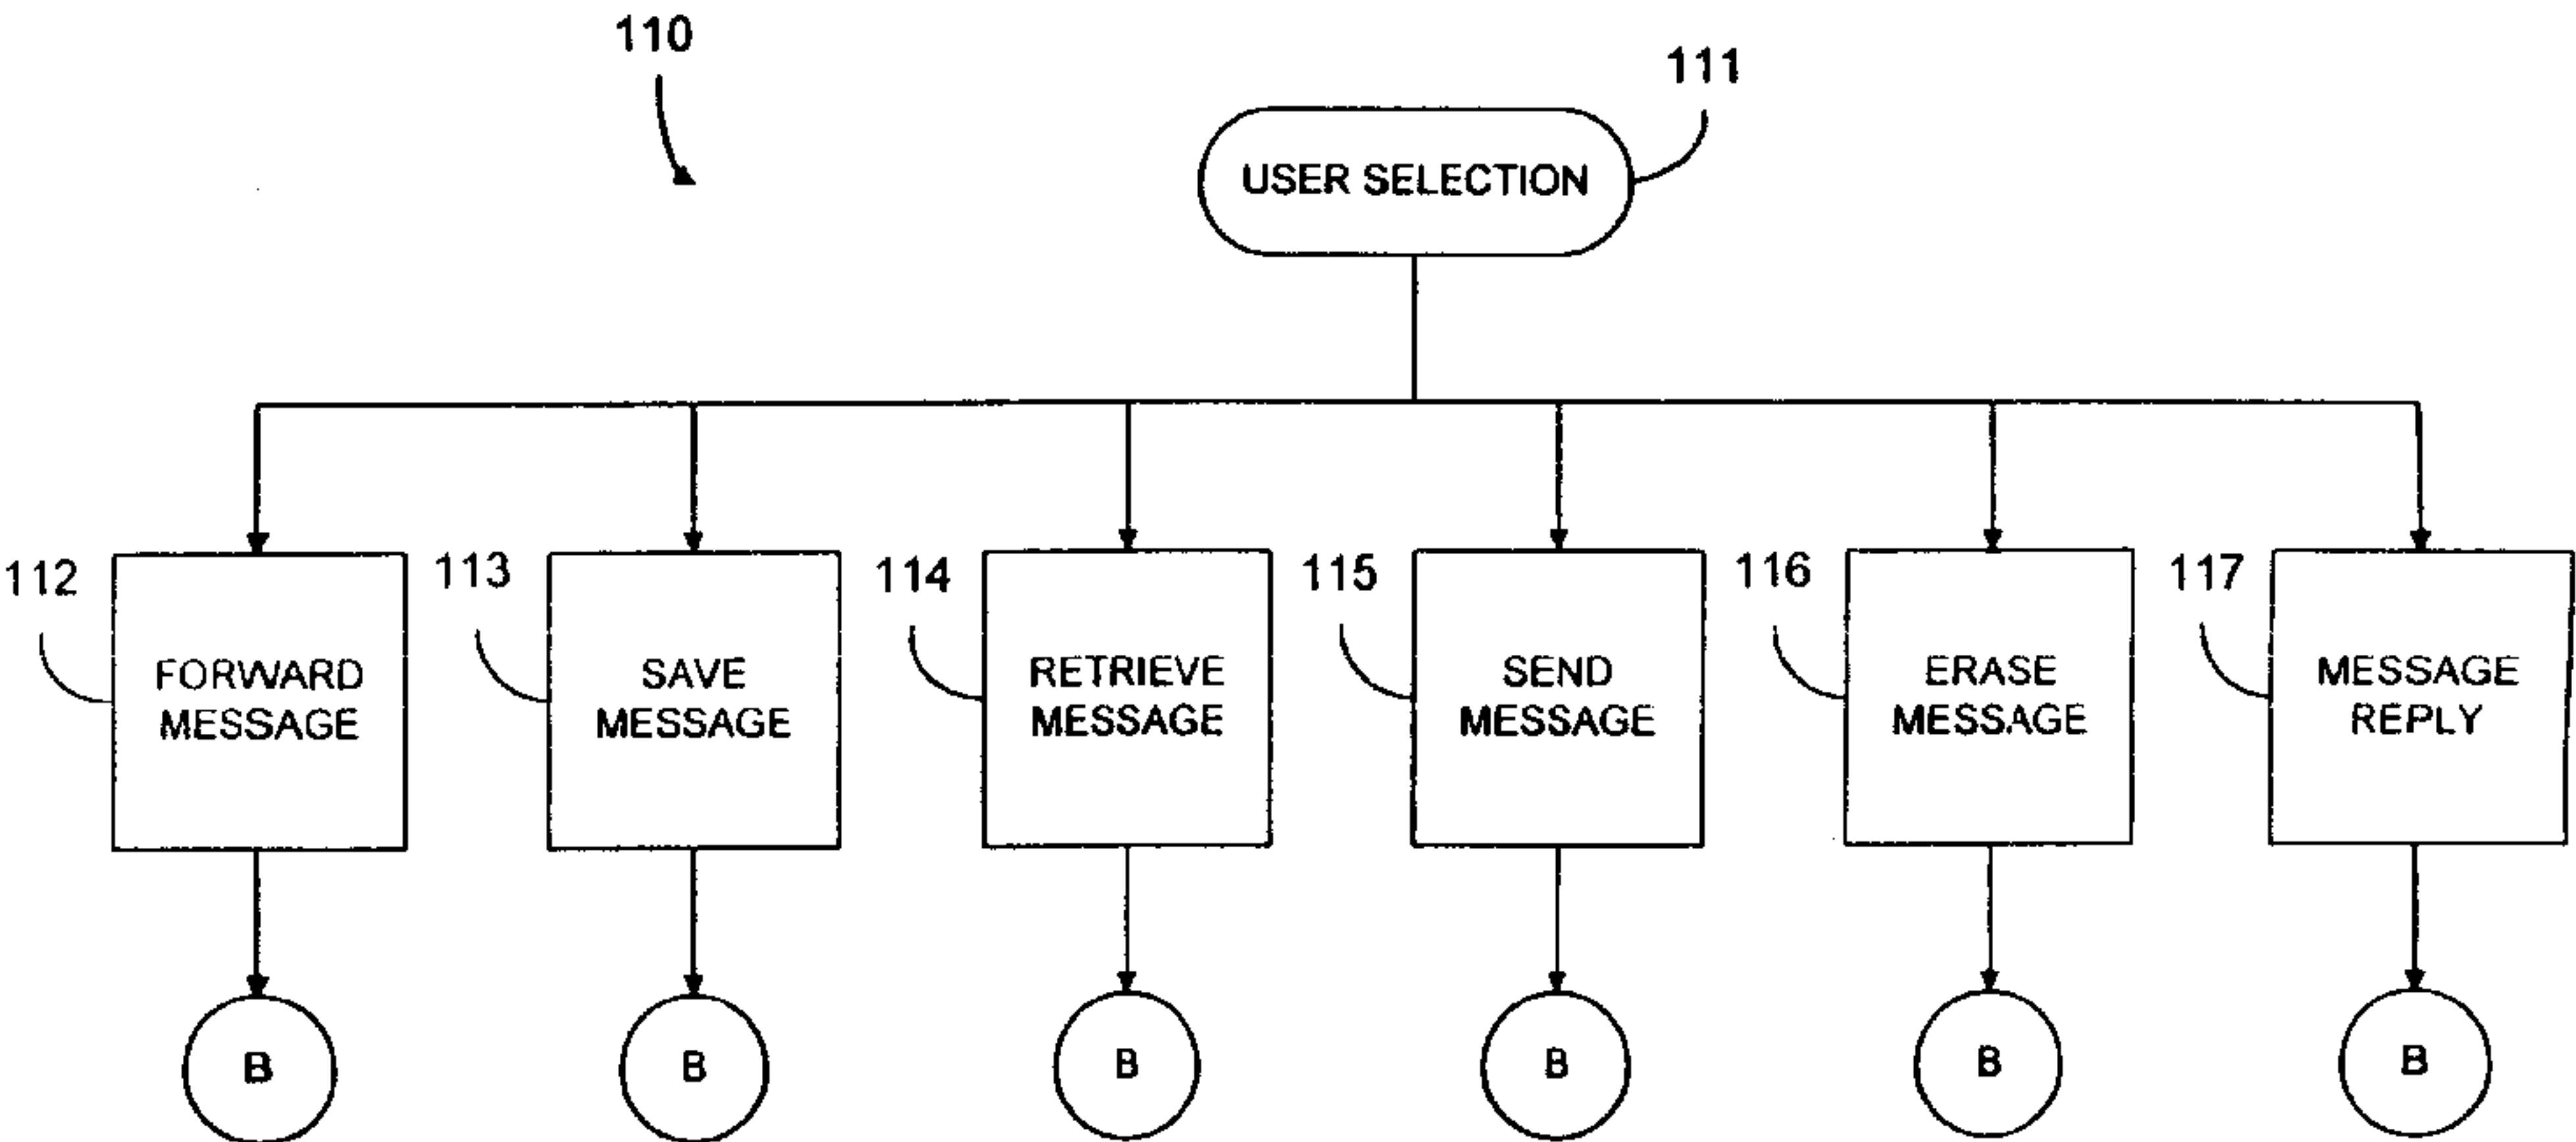 110
111
USER SELECTION
112
113
114
115
116
117
FORWARD
MESSAGE
SAVE
MESSAGE
RETRIEVE
MESSAGE
SEND
MESSAGE
ERASE
MESSAGE
MESSAGE
REPLY
B
B
B
B
B
B